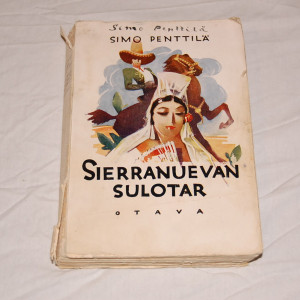 Simo Penttilä
SIMO PENTTILÄ
SIERRANUEVAN
SULOTAR
OTAVA